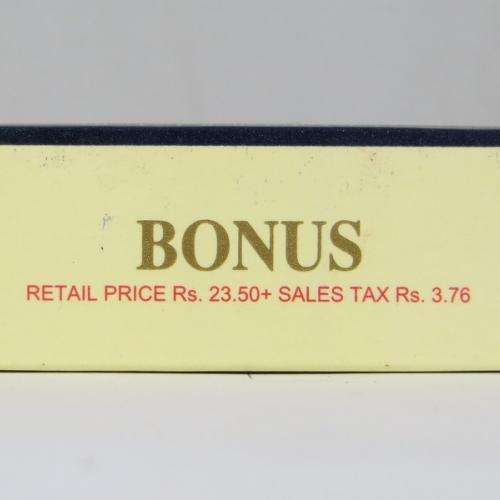 BONUS
RETAIL PRICE Rs. 23.50+ SALES TAX Rs. 3.76